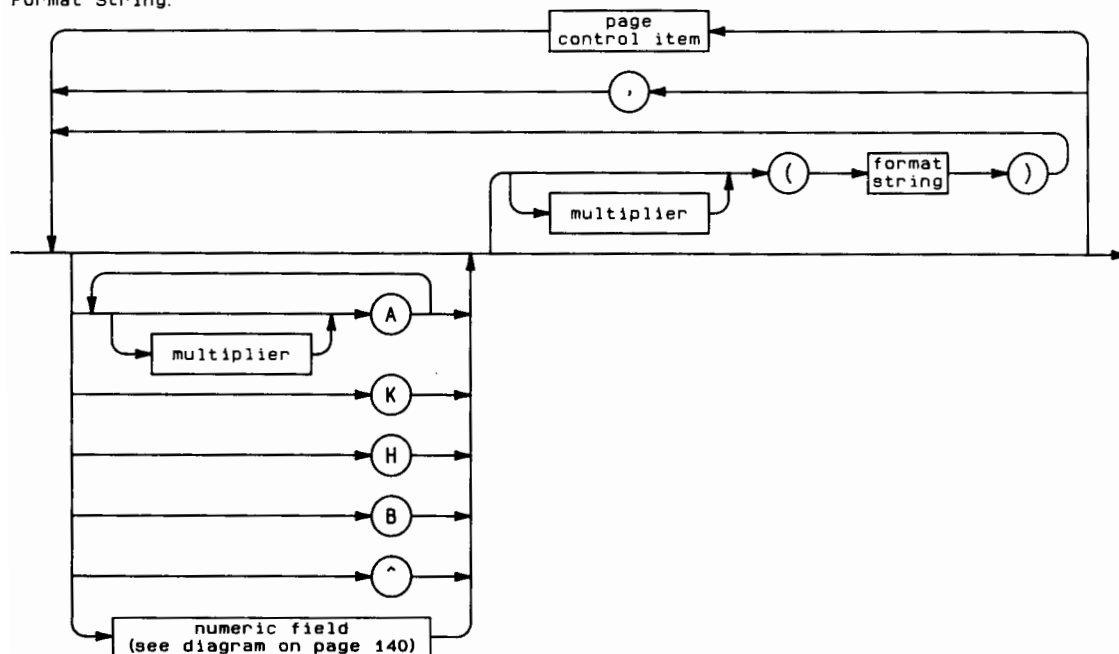 Format String:
page
control item
,
( format
string )
multiplier
A
multiplier
K
H
B
^
numeric field
(see diagram on page 140)